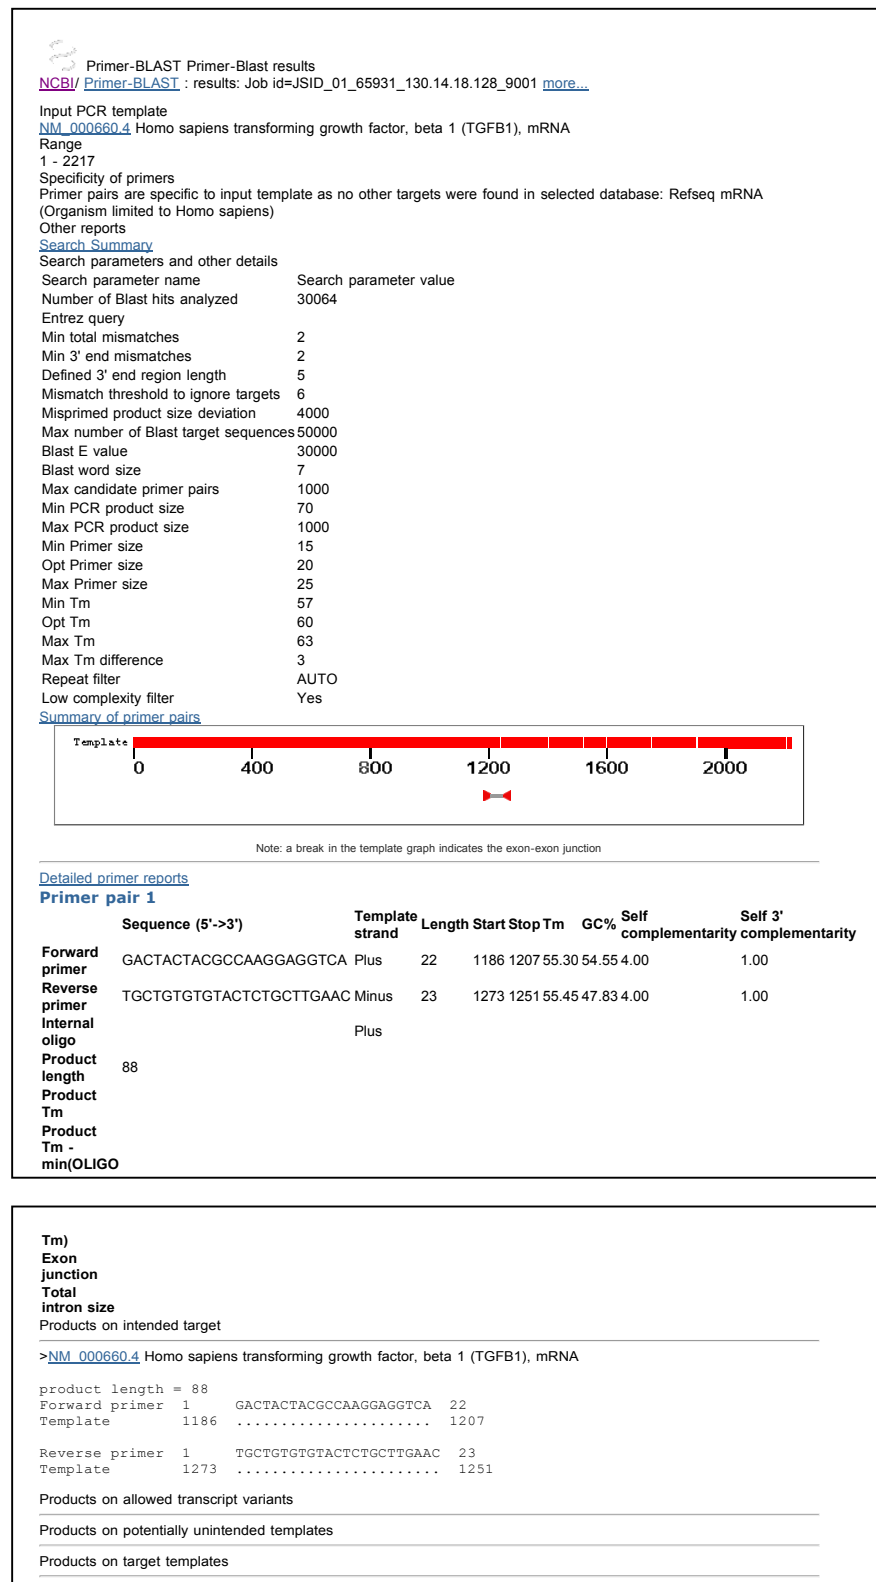 Primer-BLAST Primer-Blast results
NCBI/ Primer-BLAST : results: Job id=JSID_01_65931_130.14.18.128_9001 more...
Input PCR template
NM_000660.4 Homo sapiens transforming growth factor, beta 1 (TGFB1), mRNA
Range
1 - 2217
Specificity of primers
Primer pairs are specific to input template as no other targets were found in selected database: Refseq mRNA
(Organism limited to Homo sapiens)
Other reports
Search Summary
Search parameters and other details
Search parameter name Search parameter value
Number of Blast hits analyzed 30064
Entrez query
Min total mismatches 2
Min 3' end mismatches 2
Defined 3' end region length 5
Mismatch threshold to ignore targets 6
Misprimed product size deviation 4000
Max number of Blast target sequences 50000
Blast E value 30000
Blast word size 7
Max candidate primer pairs 1000
Min PCR product size 70
Max PCR product size 1000
Min Primer size 15
Opt Primer size 20
Max Primer size 25
Min Tm 57
Opt Tm 60
Max Tm 63
Max Tm difference 3
Repeat filter AUTO
Low complexity filter Yes
Summary of primer pairs
Template
0 400 800 1200 1600 2000
Note: a break in the template graph indicates the exon-exon junction
Detailed primer reports
Primer pair 1
Sequence (5'->3') Template strand Length Start Stop Tm GC% Self complementarity Self 3' complementarity
Forward primer GACTACTACGCCAAGGAGGTCA Plus 22 1186 1207 55.30 54.55 4.00 1.00
Reverse primer TGCTGTGTGTACTCTGCTTGAAC Minus 23 1273 1251 55.45 47.83 4.00 1.00
Internal oligo Plus
Product length 88
Product Tm
Product Tm - min(OLIGO
Tm)
Exon junction
Total intron size
Products on intended target
>NM_000660.4 Homo sapiens transforming growth factor, beta 1 (TGFB1), mRNA
product length = 88
Forward primer 1 GACTACTACGCCAAGGAGGTCA 22
Template 1186 ...................... 1207
Reverse primer 1 TGCTGTGTGTACTCTGCTTGAAC 23
Template 1273 ....................... 1251
Products on allowed transcript variants
Products on potentially unintended templates
Products on target templates